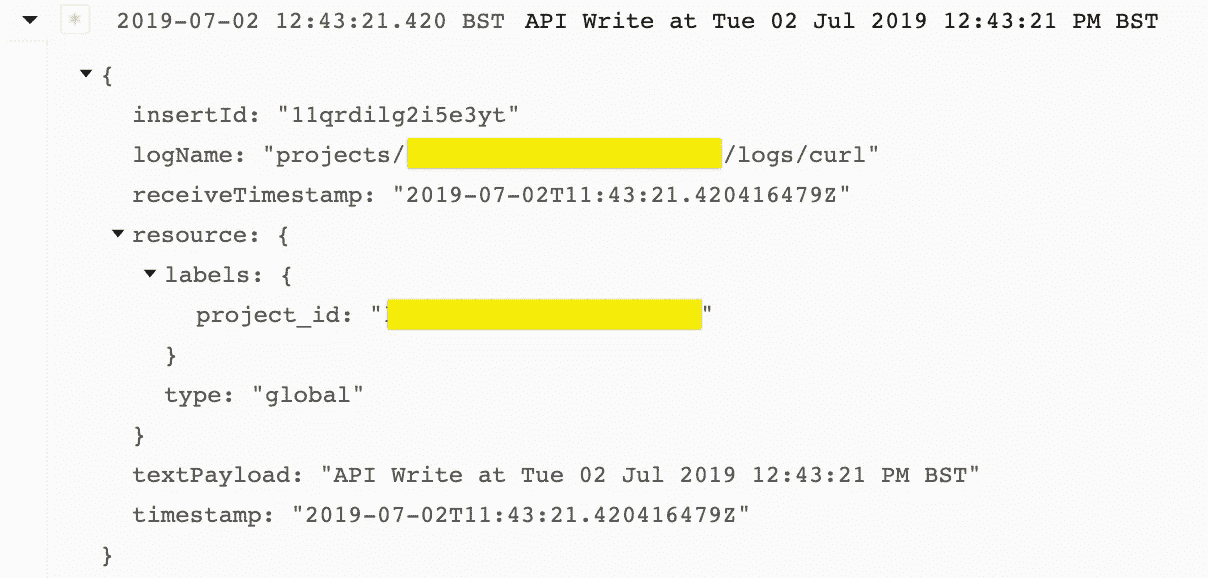 2019-07-02 12:43:21.420 BST API Write at Tue 02 Jul 2019 12:43:21 PM BST
{
insertId: "11qrdilg2i5e3yt"
logName: "projects/ /logs/curl"
receiveTimestamp: "2019-07-02T11:43:21.420416479Z"
resource: {
labels: {
project_id: " "
}
type: "global"
}
textPayload: "API Write at Tue 02 Jul 2019 12:43:21 PM BST"
timestamp: "2019-07-02T11:43:21.420416479Z"
}